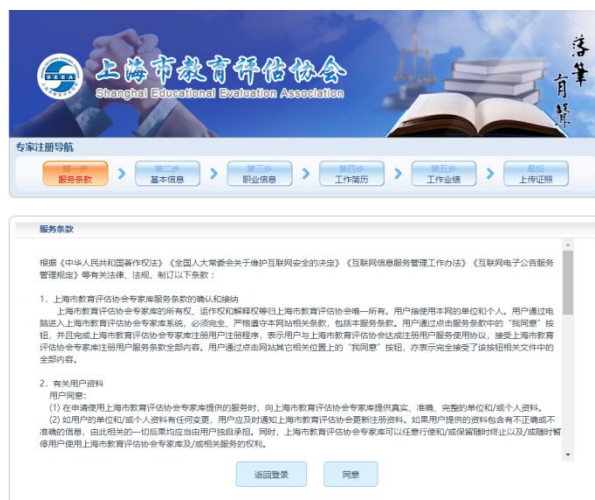 上海市教育评估协会
Shanghai Educational Evaluation Association
SEEA
落筆
有聲
专家注册导航
第一步
服务条款
第二步
基本信息
第三步
职业信息
第四步
工作简历
第五步
工作业绩
最后
上传证照
服务条款
根据《中华人民共和国著作权法》《全国人大常委会关于维护互联网安全的决定》《互联网信息服务管理工作办法》《互联网电子公告服务
管理规定》等有关法律、法规,制订以下条款:
1. 上海市教育评估协会专家库服务条款的确认和接纳
上海市教育评估协会专家库的所有权、运作权和解释权等归上海市教育评估协会唯一所有。用户指使用本网的单位和个人。用户通过电
脑进入上海市教育评估协会专家库系统,必须完全、严格遵守本网站相关条款,包括本服务条款。用户通过点击服务条款中的“我同意”按
钮,并且完成上海市教育评估协会专家库注册用户注册程序,表示用户与上海市教育评估协会达成注册用户服务使用协议,接受上海市教育
评估协会专家库注册用户服务条款全部内容。用户通过点击网站其它相关位置上的“我同意”按钮,亦表示完全接受了该按钮相关文件中的
全部内容。
2. 有关用户资料
用户同意:
(1) 在申请使用上海市教育评估协会专家库提供的服务时,向上海市教育评估协会专家库提供真实、准确、完整的单位和/或个人资料。
(2) 如用户的单位和/或个人资料有任何变更,用户应及时通知上海市教育评估协会更新注册资料。如果用户提供的资料包含有不正确或不
准确的信息,由此相关的一切后果均应当由用户独自承担。同时,上海市教育评估协会专家库可以任意行使和/或保留随时终止以及/或随时暂
停用户使用上海市教育评估协会专家库及/或相关服务的权利。
返回登录
同意